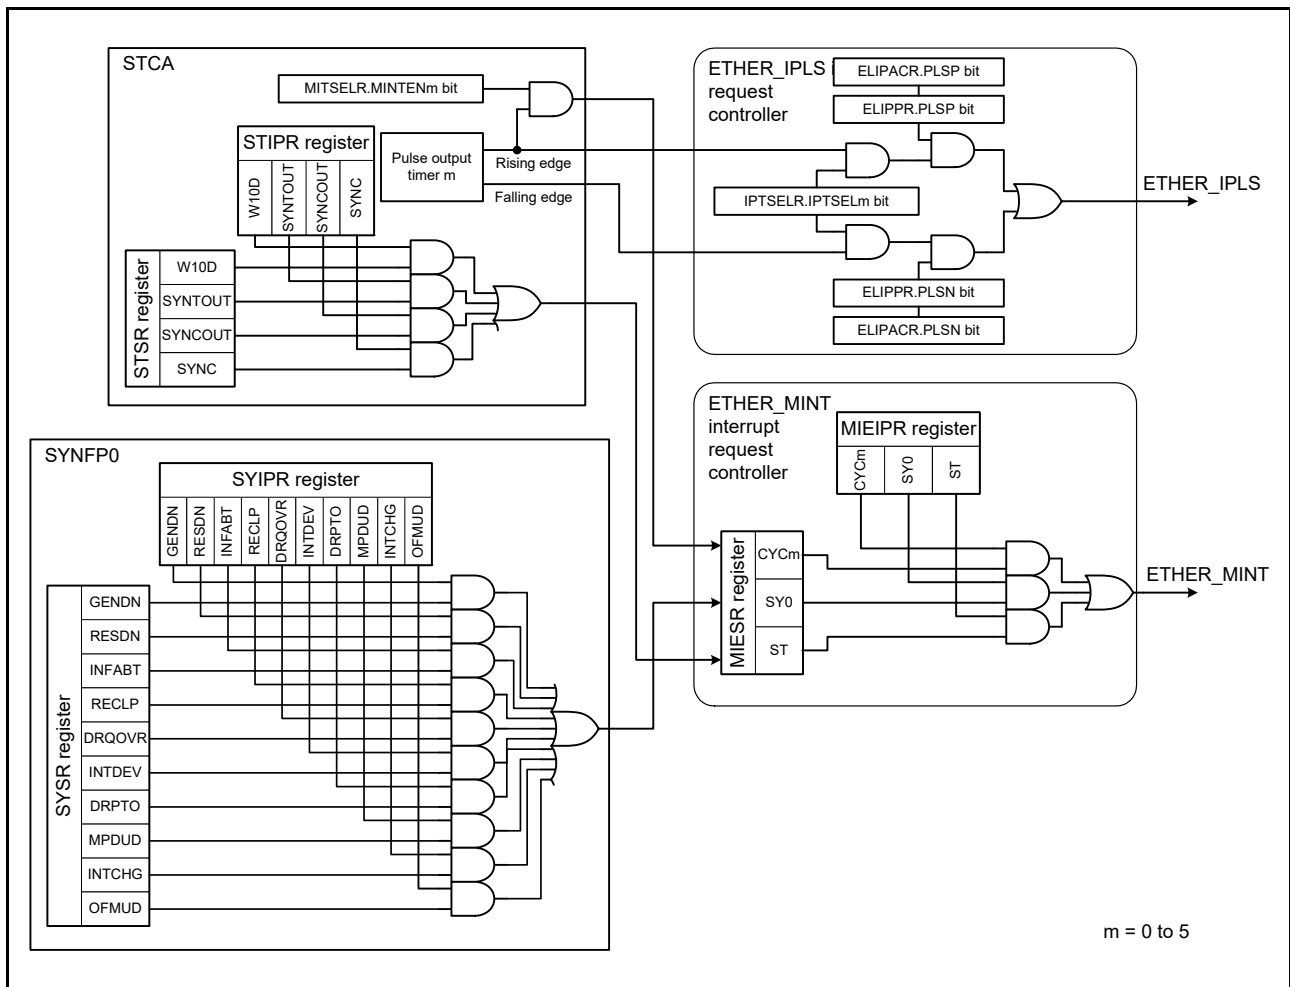 STCA
MITSELR.MINTENm bit
STIPR register
W10D
SYNTOUT
SYNCOUT
SYNC
Pulse output
timer m
Rising edge
Falling edge
STSR register
W10D
SYNTOUT
SYNCOUT
SYNC
ETHER_IPLS i
request
controller
ELIPACR.PLSP bit
ELIPPR.PLSP bit
IPTSELR.IPTSELm bit
ELIPPR.PLSN bit
ELIPACR.PLSN bit
ETHER_IPLS
SYNFP0
SYIPR register
GENDN
RESDN
INFABT
RECLP
DRQOVR
INTDEV
DRPTO
MPDUD
INTCHG
OFMUD
SYSR register
GENDN
RESDN
INFABT
RECLP
DRQOVR
INTDEV
DRPTO
MPDUD
INTCHG
OFMUD
ETHER_MINT
interrupt
request
controller
MIEIPR register
CYCm
SY0
ST
MIESR register
CYCm
SY0
ST
ETHER_MINT
m = 0 to 5